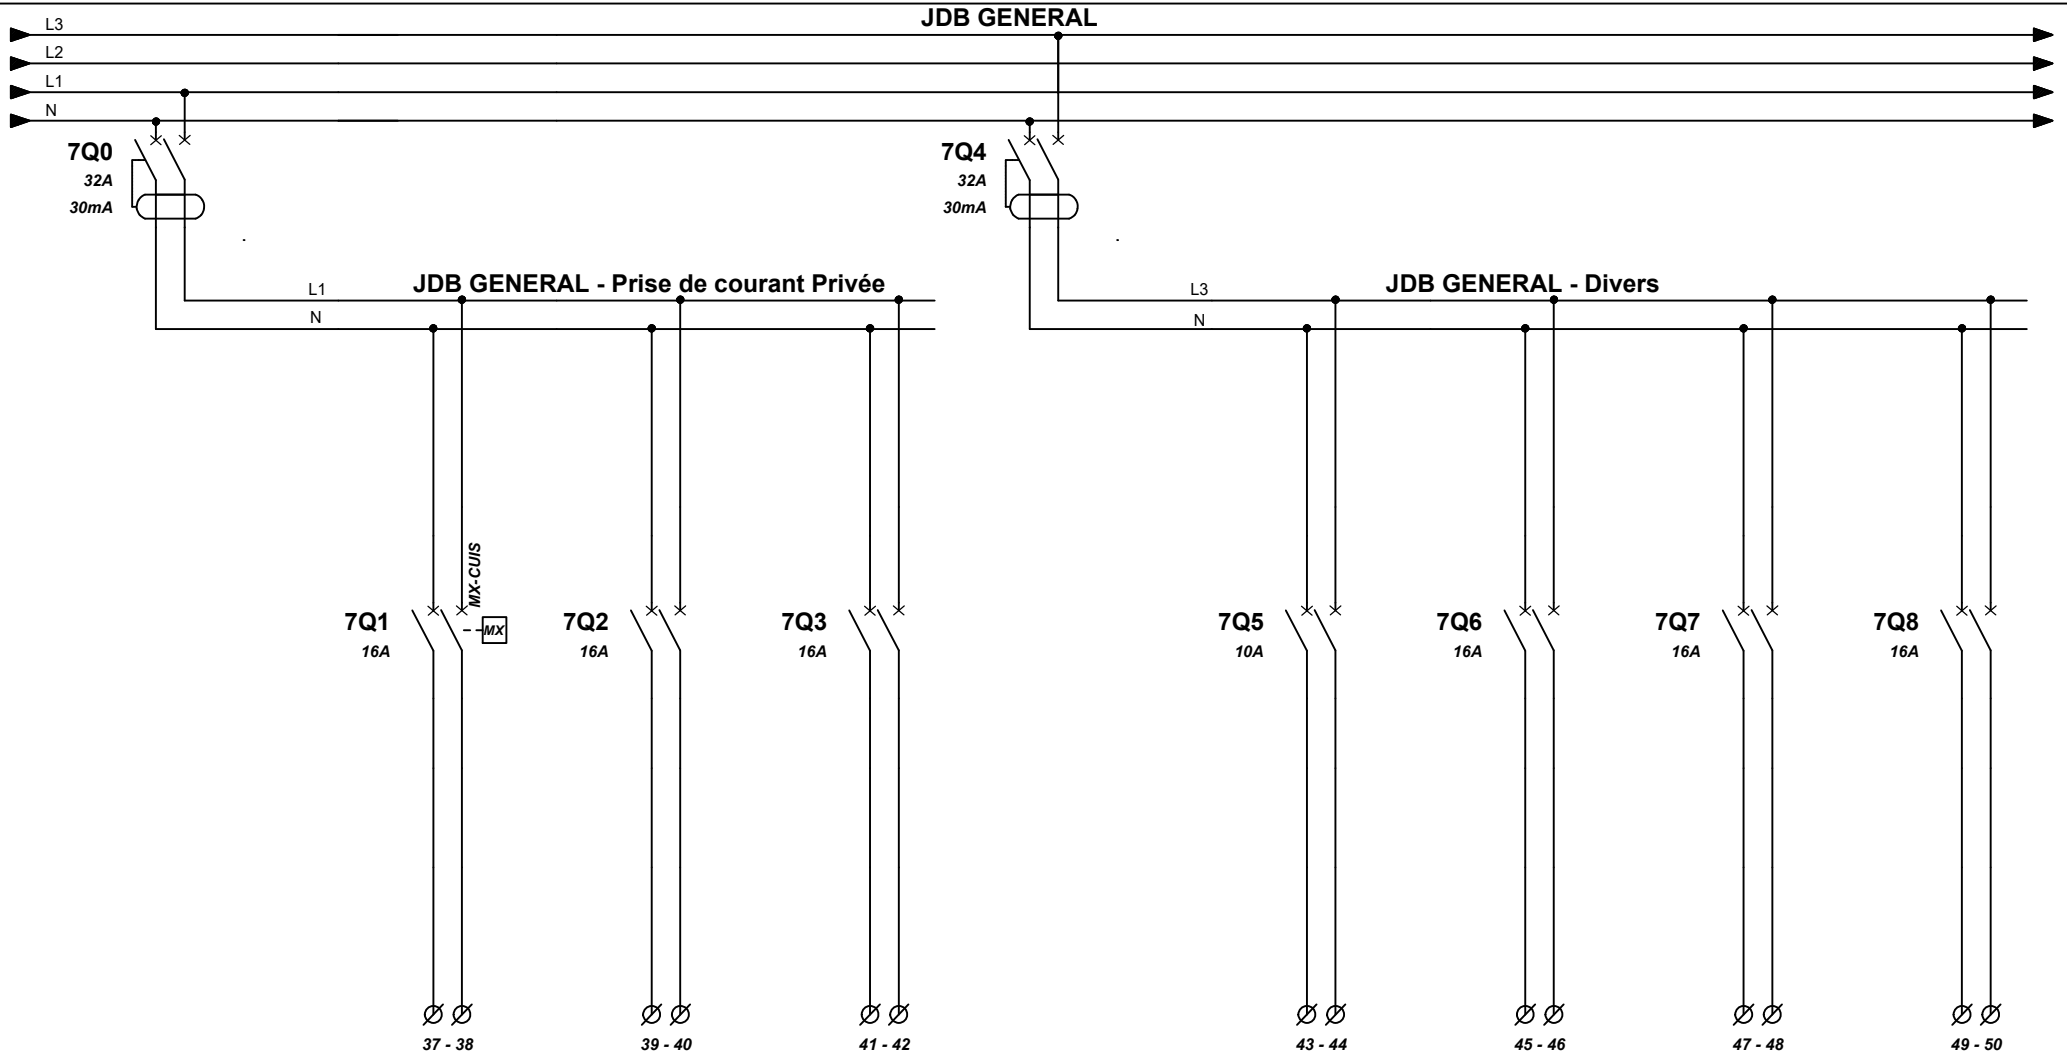 JDB GENERAL
L3
L2
L1
N
7Q0
32A
30mA
7Q4
32A
30mA
L1
JDB GENERAL - Prise de courant Privée
N
L3
JDB GENERAL - Divers
N
MX-CUIS
7Q1
16A
MX
7Q2
16A
7Q3
16A
7Q5
10A
7Q6
16A
7Q7
16A
7Q8
16A
37 - 38
39 - 40
41 - 42
43 - 44
45 - 46
47 - 48
49 - 50